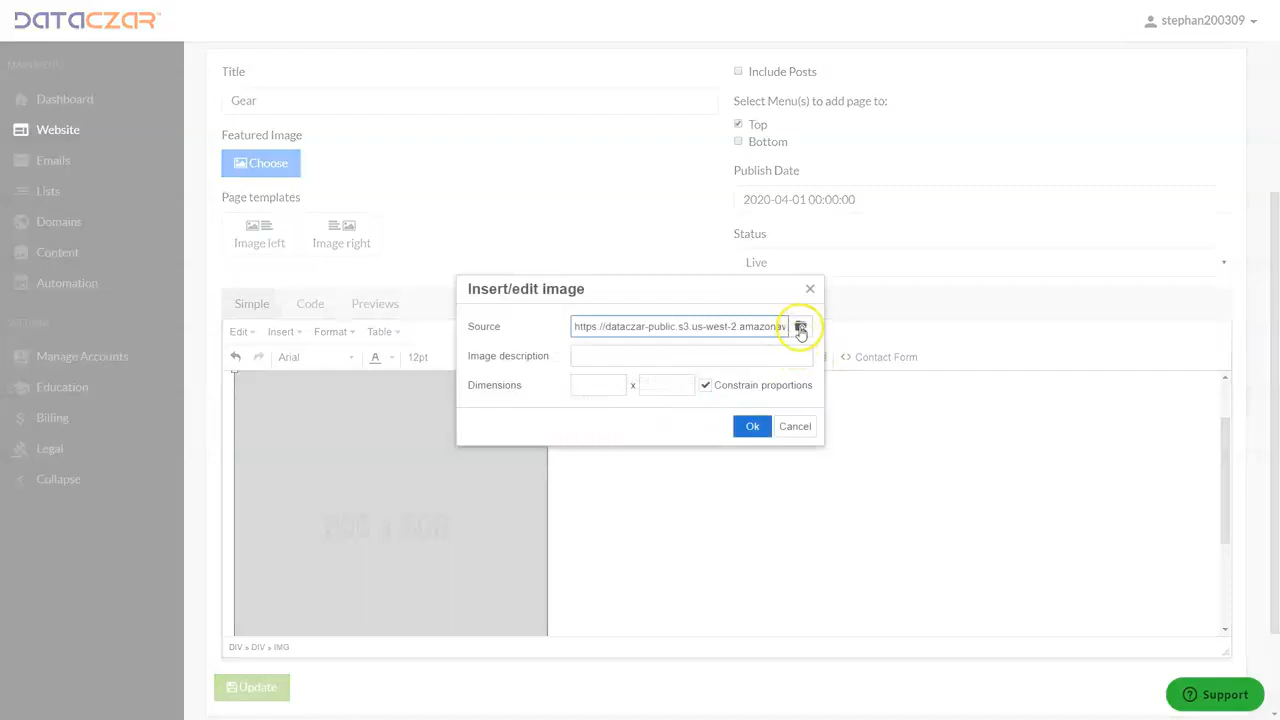 DATACZAR
stephan200309
MAIN MENU
Dashboard
Website
Emails
Lists
Domains
Content
Automation
Manage Accounts
Education
Billing
Legal
Collapse
Title
Gear
Featured Image
Choose
Page templates
Image left
Image right
Include Posts
Select Menu(s) to add page to:
Top
Bottom
Publish Date
2020-04-01 00:00:00
Status
Live
Simple Code Previews
Edit Insert Format Table
Arial A 12pt
<> Contact Form
Insert/edit image
Source https://dataczar-public.s3.us-west-2.amazonaw
Image description
Dimensions x Constrain proportions
Ok Cancel
DIV » DIV » IMG
Update
Support